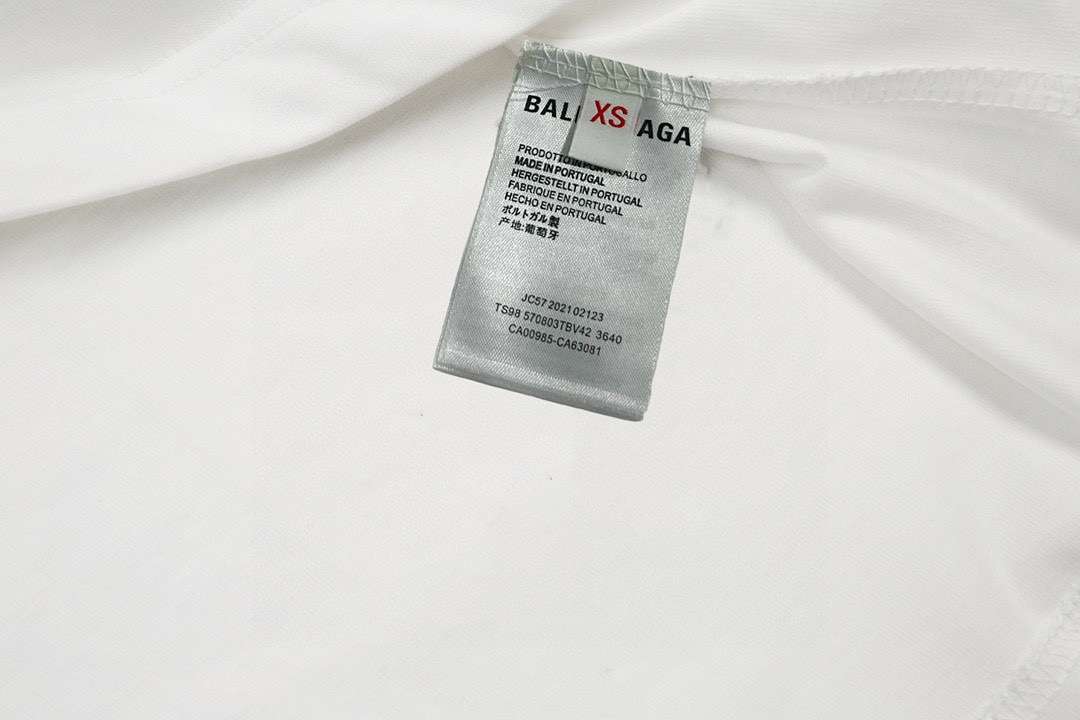 BAL XS AGA
PRODOTTO IN PORTOGALLO
MADE IN PORTUGAL
HERGESTELLT IN PORTUGAL
FABRIQUE EN PORTUGAL
HECHO EN PORTUGAL
ポルトガル製
产地:葡萄牙
JC57 202102123
TS98 570803TBV42 3640
CA00985-CA63081